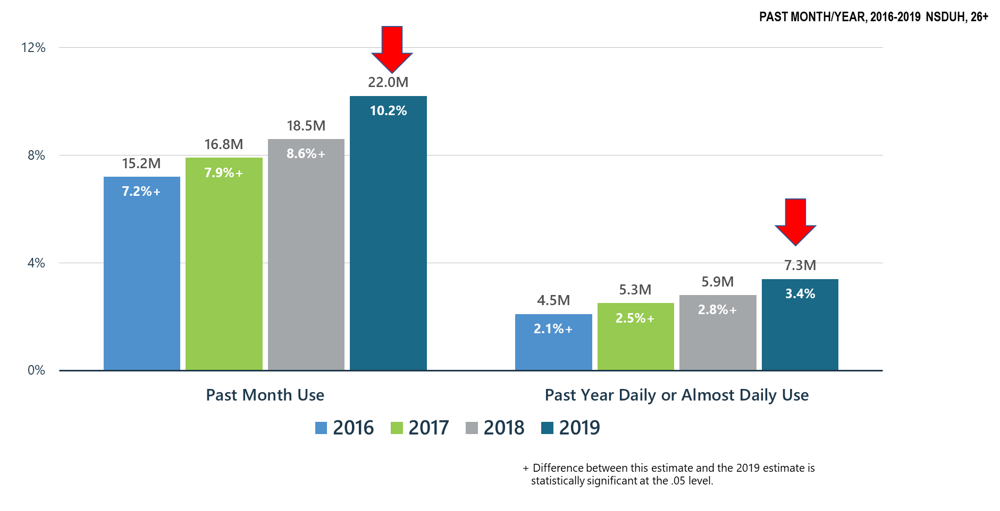 PAST MONTH/YEAR, 2016-2019 NSDUH, 26+
12%
8%
4%
0%
15.2M
7.2%+
16.8M
7.9%+
18.5M
8.6%+
22.0M
10.2%
4.5M
2.1%+
5.3M
2.5%+
5.9M
2.8%+
7.3M
3.4%
Past Month Use
Past Year Daily or Almost Daily Use
2016 2017 2018 2019
+ Difference between this estimate and the 2019 estimate is
statistically significant at the .05 level.